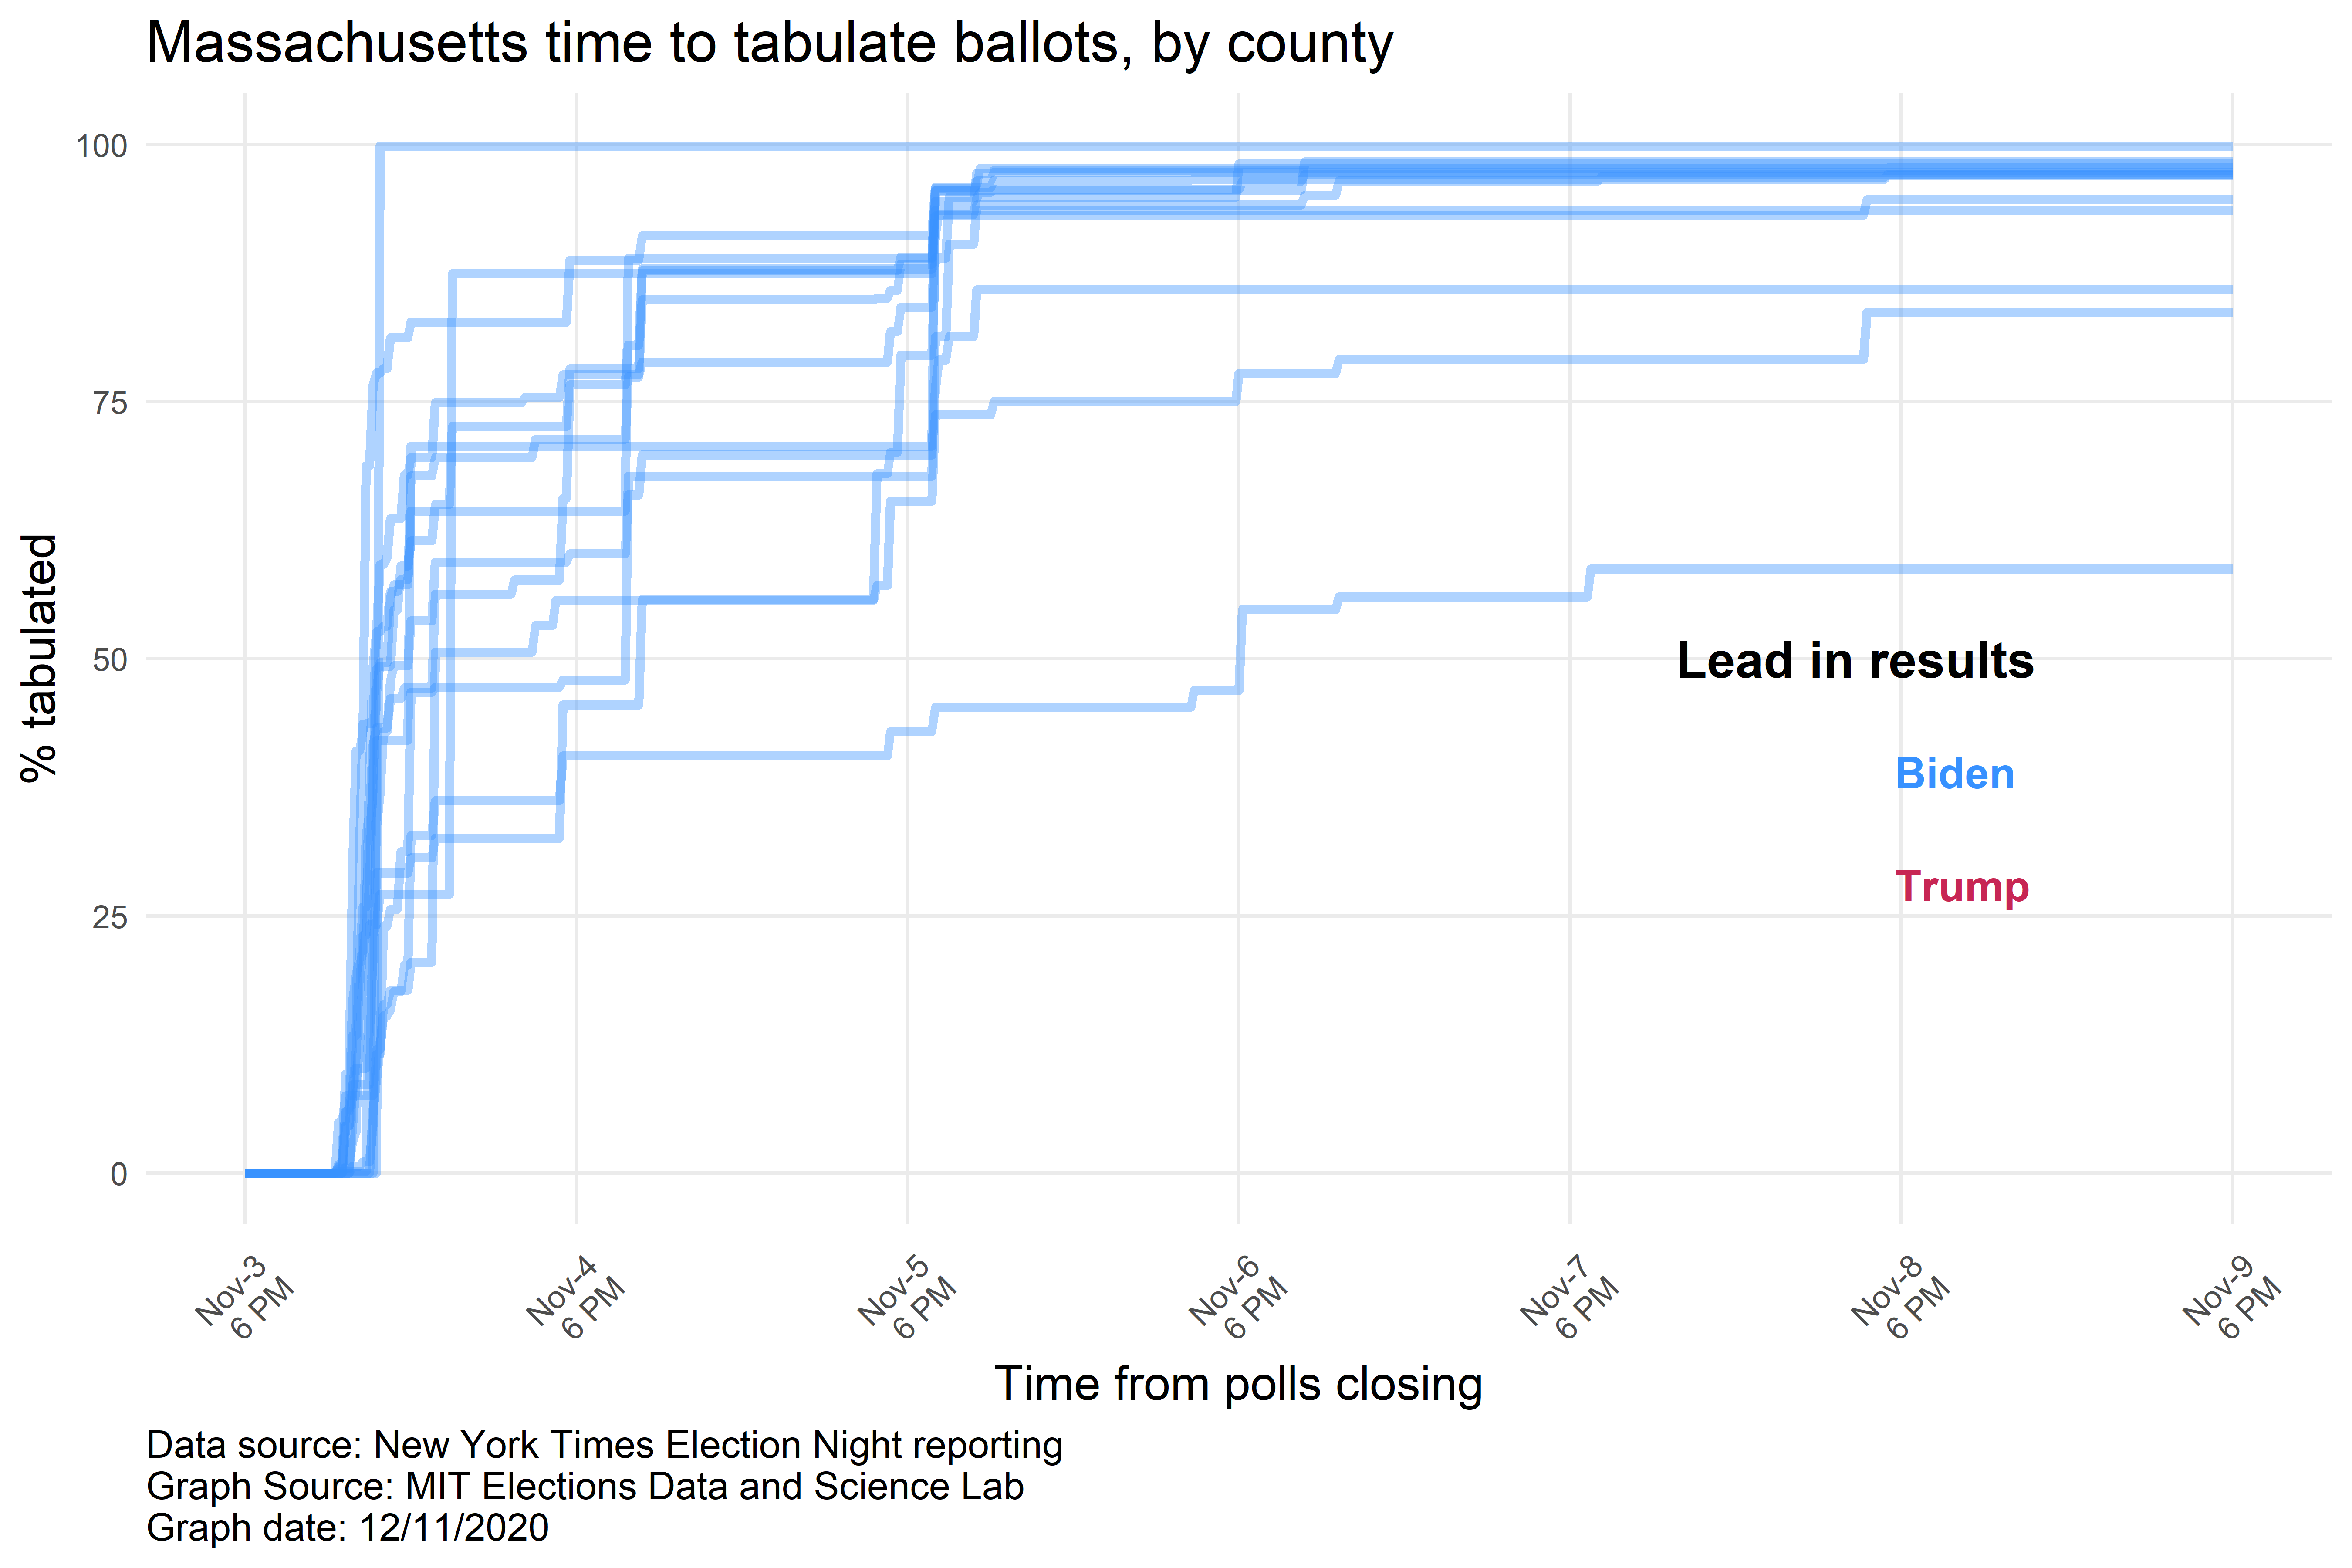 Massachusetts time to tabulate ballots, by county
100
75
50
25
0
% tabulated
Lead in results
Biden
Trump
Nov-3
6 PM
Nov-4
6 PM
Nov-5
6 PM
Nov-6
6 PM
Nov-7
6 PM
Nov-8
6 PM
Nov-9
6 PM
Time from polls closing
Data source: New York Times Election Night reporting
Graph Source: MIT Elections Data and Science Lab
Graph date: 12/11/2020